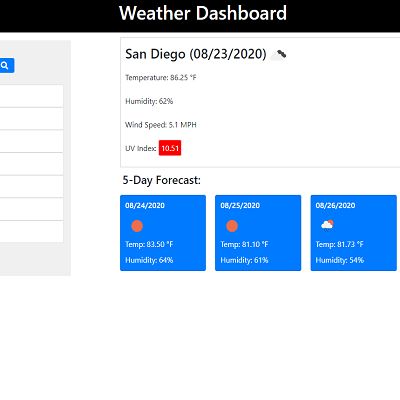 Weather Dashboard
San Diego (08/23/2020)
Temperature: 86.25 °F
Humidity: 62%
Wind Speed: 5.1 MPH
UV Index: 10.51
5-Day Forecast:
08/24/2020 08/25/2020 08/26/2020
Temp: 83.50 °F Temp: 81.10 °F Temp: 81.73 °F
Humidity: 64% Humidity: 61% Humidity: 54%